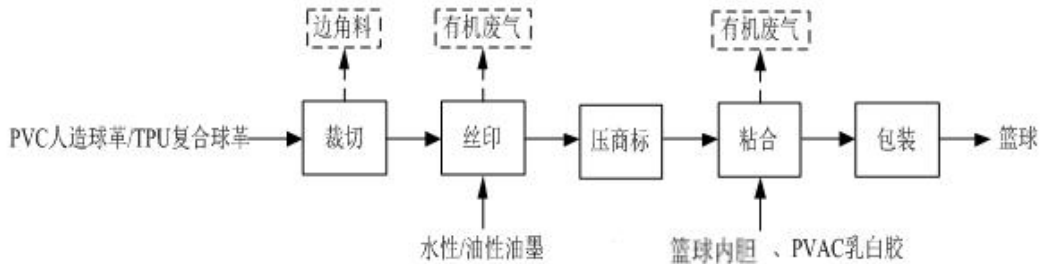 边角料
有机废气
有机废气
PVC人造球革/TPU复合球革
裁切
丝印
压商标
粘合
包装
篮球
水性/油性油墨
篮球内胆 、PVAC乳白胶